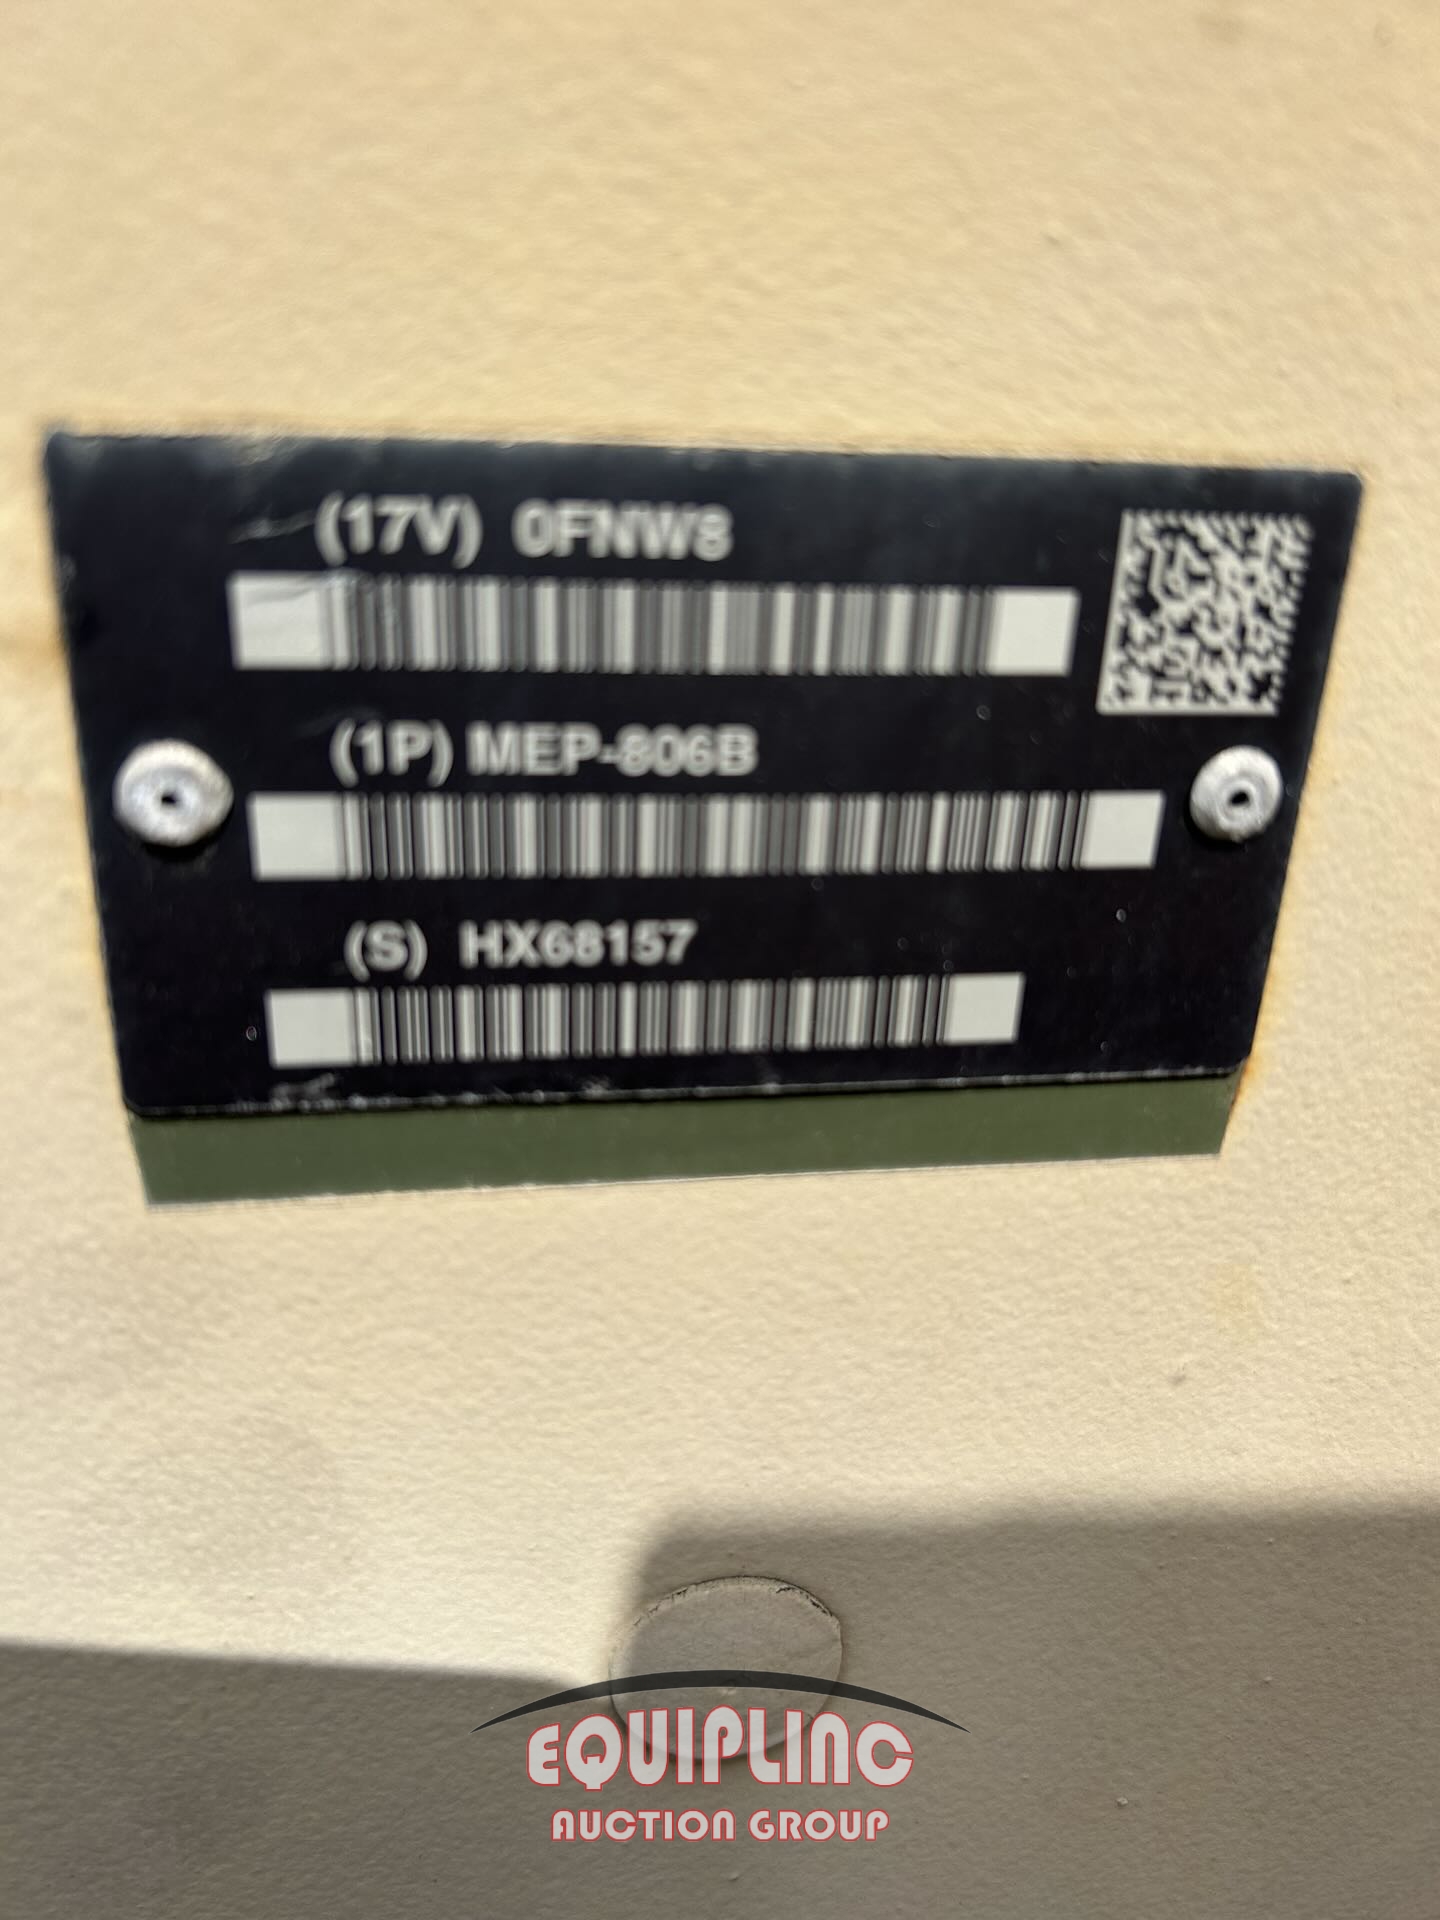 (17V) 0FNW8
(1P) MEP-806B
(S) HX68157
EQUIPLINC
AUCTION GROUP